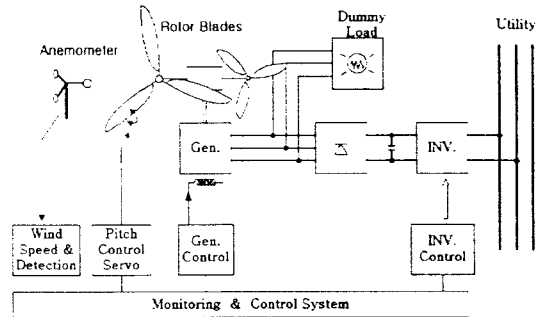 Dummy
Load
Utility
Rotor Blades
Anemometer
Gen.
INV.
Wind
Speed &
Detection
Pitch
Control
Servo
Gen.
Control
INV.
Control
Monitoring & Control System